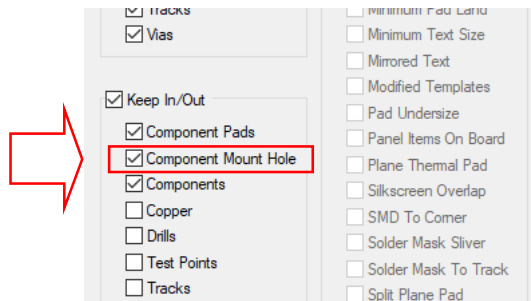 Tracks
Vias
Keep In/Out
Component Pads
Component Mount Hole
Components
Copper
Drills
Test Points
Tracks
Minimum Pad Land
Minimum Text Size
Mirrored Text
Modified Templates
Pad Undersize
Panel Items On Board
Plane Thermal Pad
Silkscreen Overlap
SMD To Corner
Solder Mask Sliver
Solder Mask To Track
Split Plane Pad